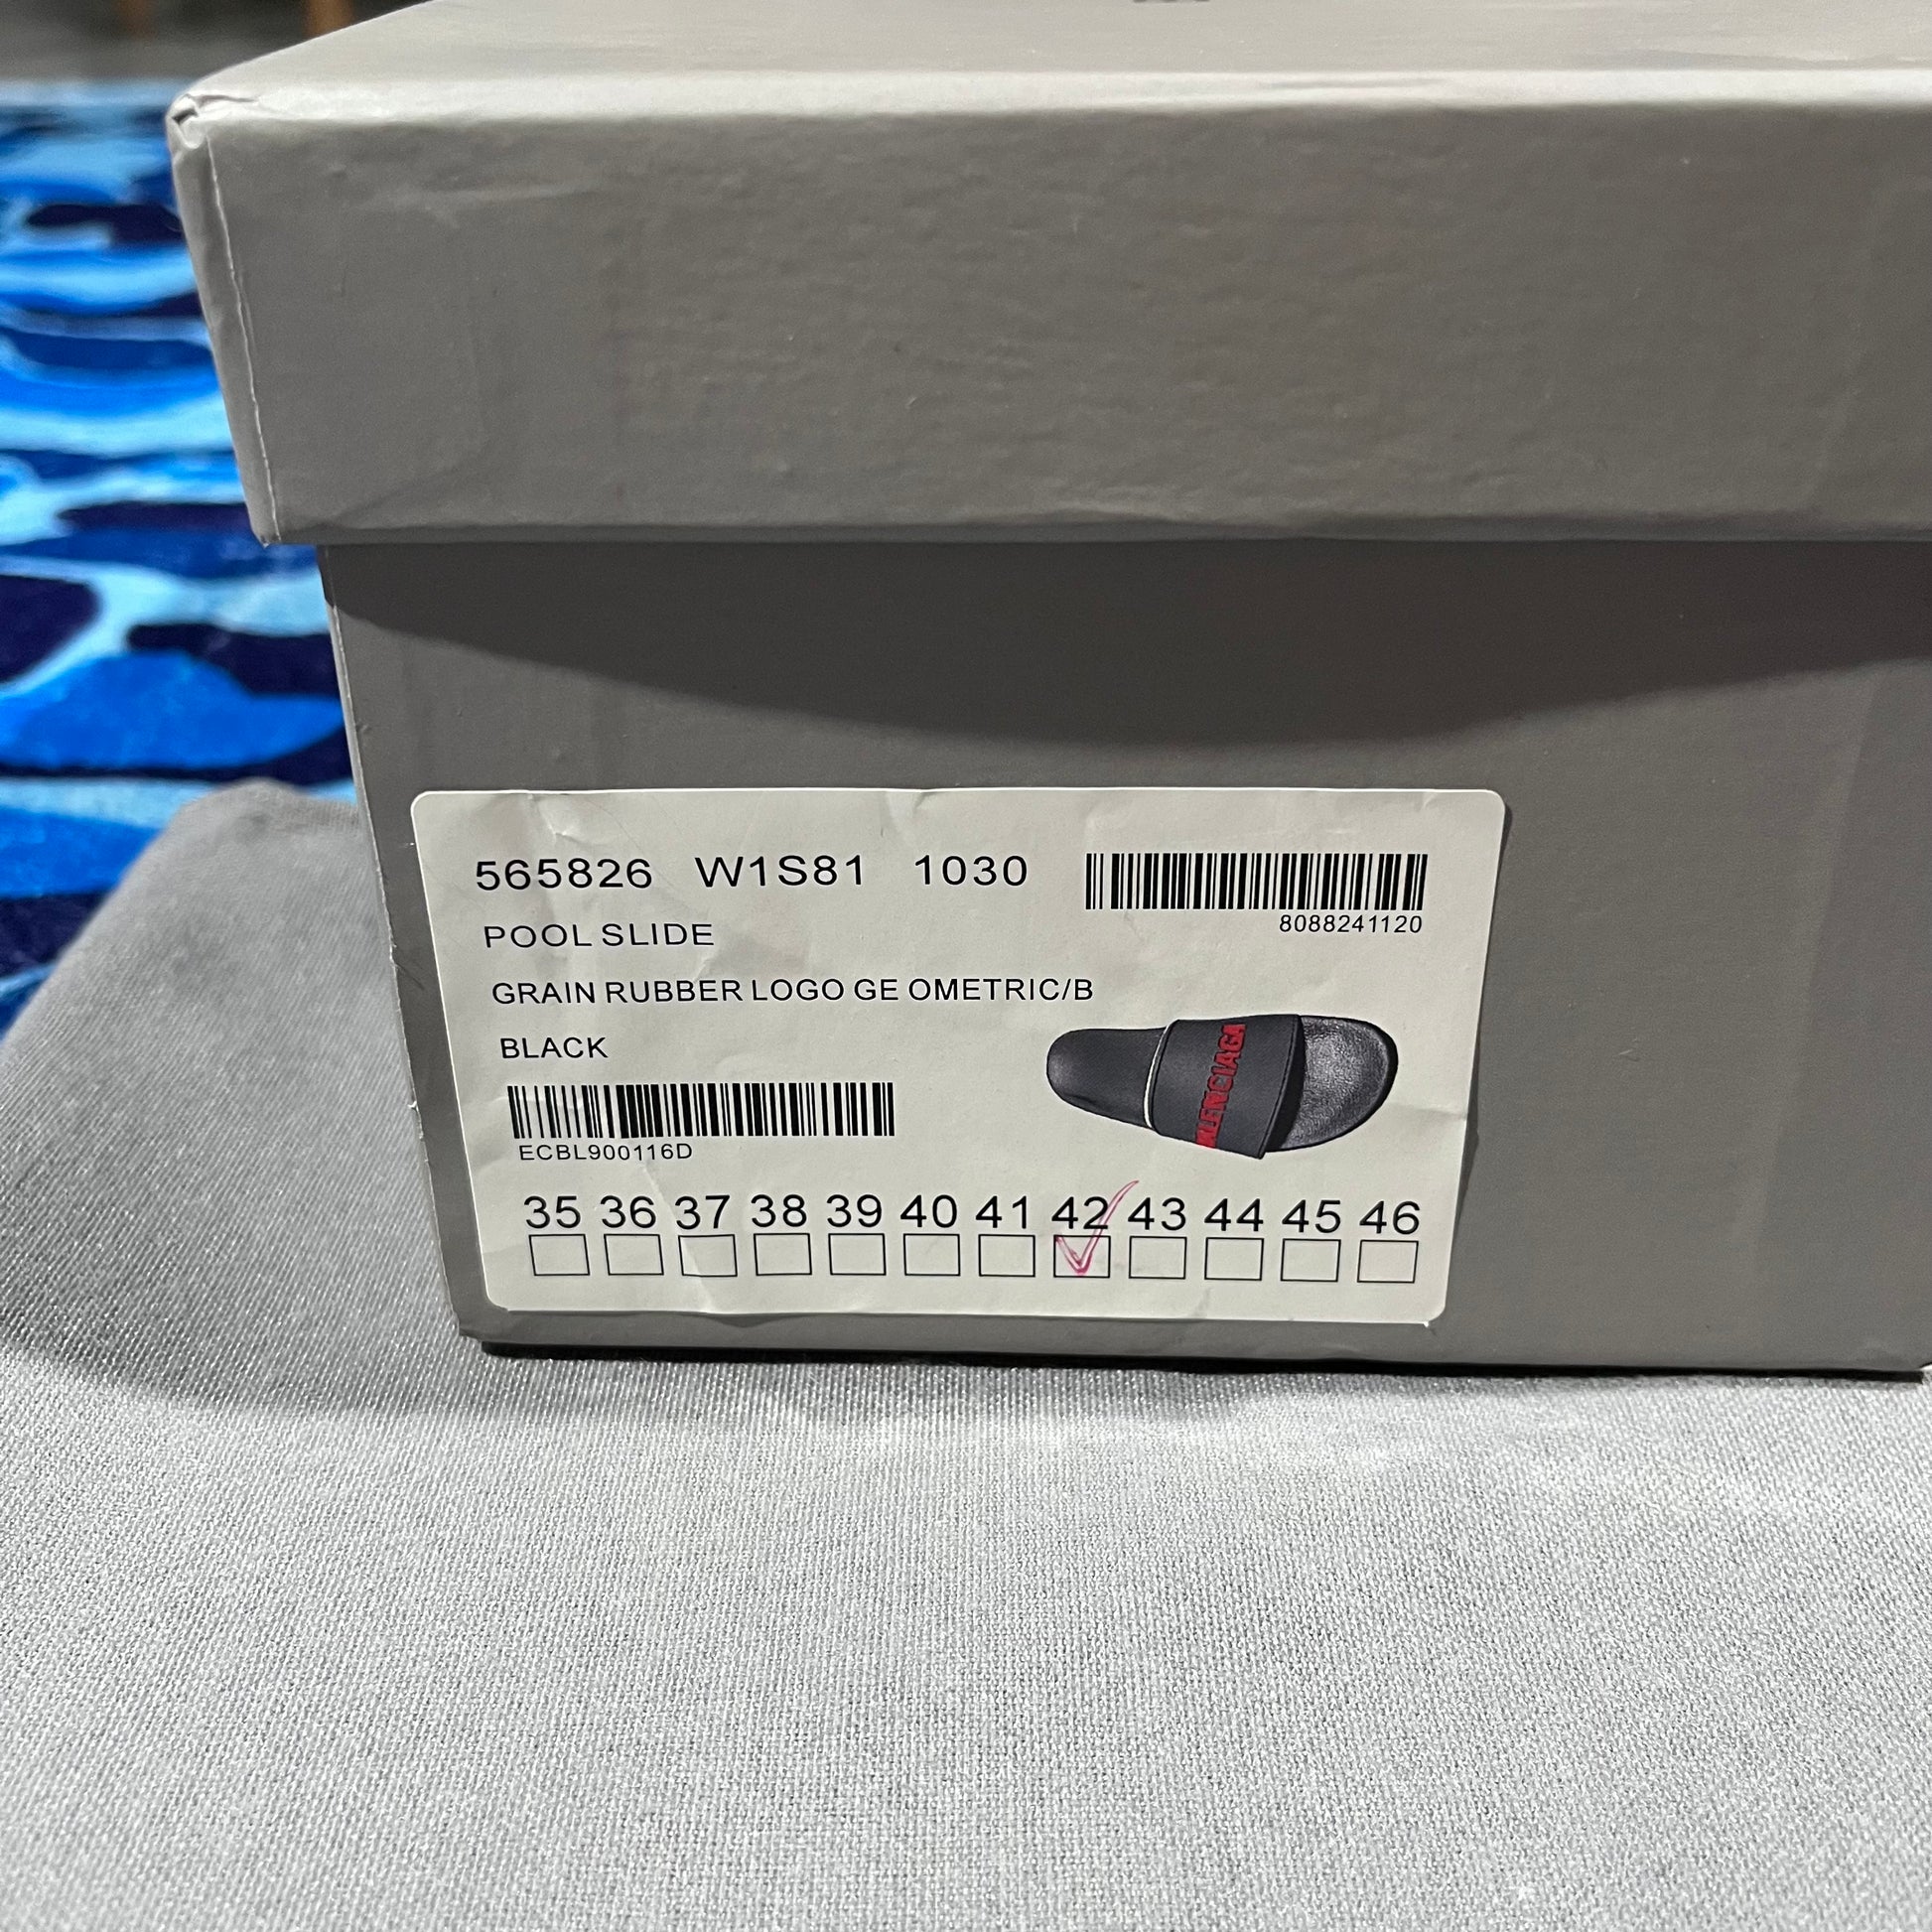 565826 W1S81 1030
8088241120
POOL SLIDE
GRAIN RUBBER LOGO GE OMETRIC/B
BLACK
ECBL900116D
35 36 37 38 39 40 41 42 43 44 45 46